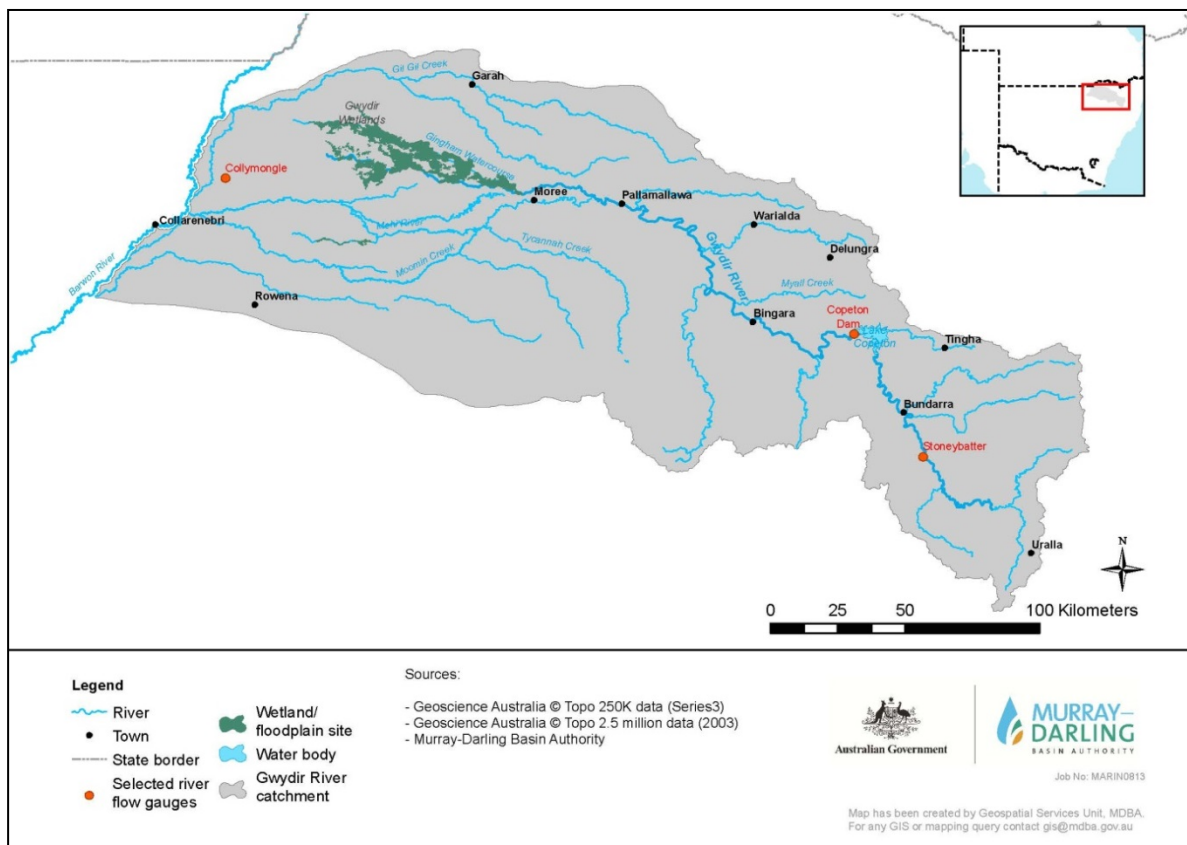 Gil Gil Creek
Garah
Gwydir
Wetlands
Gingham Watercourse
Collymongle
Moree
Pallamallawa
Warialda
Collarenebri
Mehi River
Delungra
Tycannah Creek
Moomin Creek
Gwydir River
Barwon River
Myall Creek
Rowena
Copeton
Dam
Bingara
Lake
Copeton
Tingha
Bundarra
Stoneybatter
Uralla
N
0 25 50 100 Kilometers
Legend
River
Town
State border
Selected river
flow gauges
Wetland/
floodplain site
Water body
Gwydir River
catchment
Sources:
- Geoscience Australia © Topo 250K data (Series3)
- Geoscience Australia © Topo 2.5 million data (2003)
- Murray-Darling Basin Authority
Australian Government
MURRAY–
DARLING
BASIN AUTHORITY
Job No: MARIN0813
Map has been created by Geospatial Services Unit, MDBA.
For any GIS or mapping query contact gis@mdba.gov.au